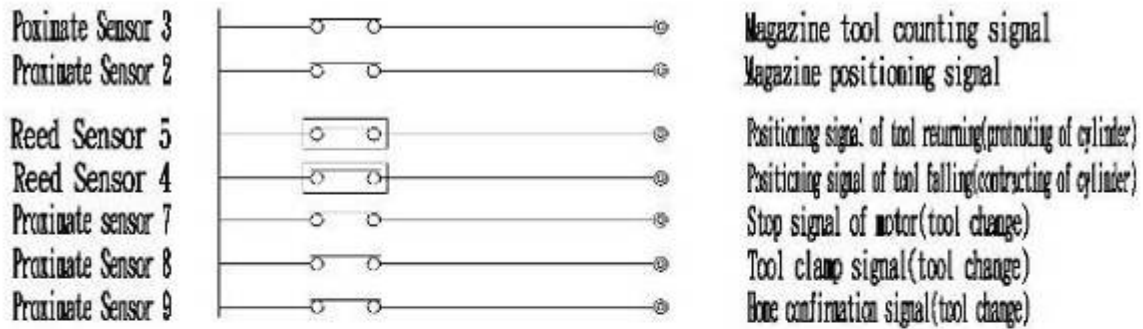 Poximate Sensor 3 Magazine tool counting signal
Proximate Sensor 2 Magazine positioning signal
Reed Sensor 5 Positioning signal of tool returning(protruding of cylinder)
Reed Sensor 4 Positioning signal of tool falling(contracting of cylinder)
Proximate sensor 7 Stop signal of motor(tool change)
Proximate Sensor 8 Tool clamp signal(tool change)
Proximate Sensor 9 Home confirmation signal(tool change)